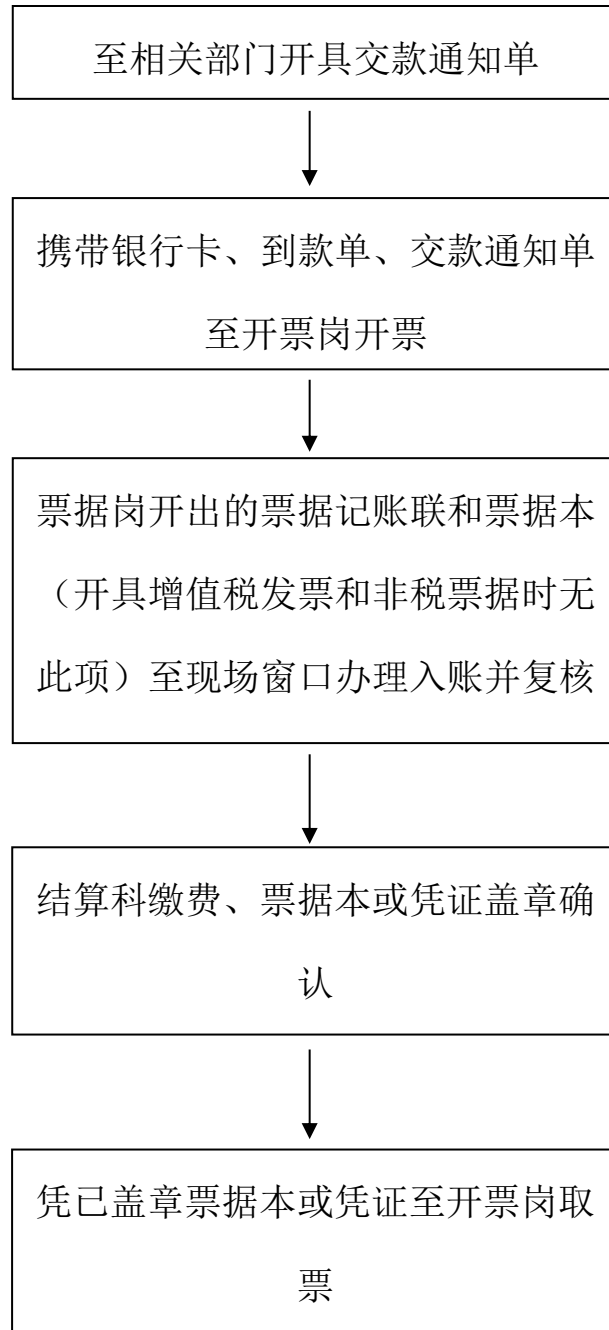 至相关部门开具交款通知单
携带银行卡、到款单、交款通知单
至开票岗开票
票据岗开出的票据记账联和票据本
（开具增值税发票和非税票据时无
此项）至现场窗口办理入账并复核
结算科缴费、票据本或凭证盖章确
认
凭已盖章票据本或凭证至开票岗取
票